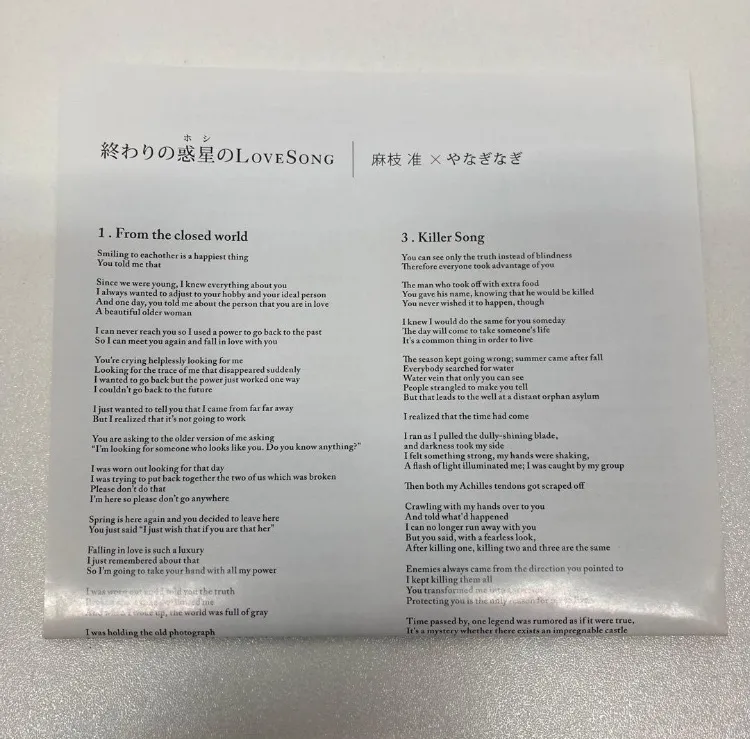 ホシ
終わりの惑星のLOVESONG
麻枝 准 × やなぎなぎ
1 . From the closed world
Smiling to eachother is a happiest thing
You told me that
Since we were young, I knew everything about you
I always wanted to adjust to your hobby and your ideal person
And one day, you told me about the person that you are in love
A beautiful older woman
I can never reach you so I used a power to go back to the past
So I can meet you again and fall in love with you
You're crying helplessly looking for me
Looking for the trace of me that disappeared suddenly
I wanted to go back but the power just worked one way
I couldn't go back to the future
I just wanted to tell you that I came from far far away
But I realized that it's not going to work
You are asking to the older version of me asking
"I'm looking for someone who looks like you. Do you know anything?"
I was worn out looking for that day
I was trying to put back together the two of us which was broken
Please don't do that
I'm here so please don't go anywhere
Spring is here again and you decided to leave here
You just said "I just wish that if you are that her"
Falling in love is such a luxury
I just remembered about that
So I'm going to take your hand with all my power
I was you the truth
me
up, the world was full of gray
I was holding the old photograph
3 . Killer Song
You can see only the truth instead of blindness
Therefore everyone took advantage of you
The man who took off with extra food
You gave his name, knowing that he would be killed
You never wished it to happen, though
I knew I would do the same for you someday
The day will come to take someone's life
It's a common thing in order to live
The season kept going wrong; summer came after fall
Everybody searched for water
Water vein that only you can see
People strangled to make you tell
But that leads to the well at a distant orphan asylum
I realized that the time had come
I ran as I pulled the dully-shining blade,
and darkness took my side
I felt something strong, my hands were shaking,
A flash of light illuminated me; I was caught by my group
Then both my Achilles tendons got scraped off
Crawling with my hands over to you
And told what'd happened
I can no longer run away with you
But you said, with a fearless look,
After killing one, killing two and three are the same
Enemies always came from the direction you pointed to
I kept killing them all
You transformed me
Protecting you is the only
Time passed by, one legend was rumored as if it were true,
It's a mystery whether there exists an impregnable castle